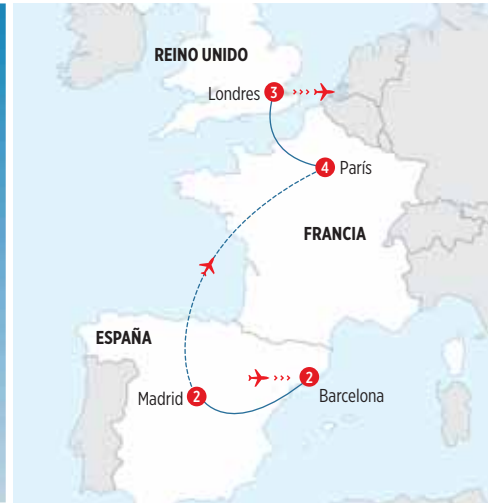 REINO UNIDO
Londres 3
4 París
FRANCIA
ESPAÑA
Madrid 2
2
Barcelona